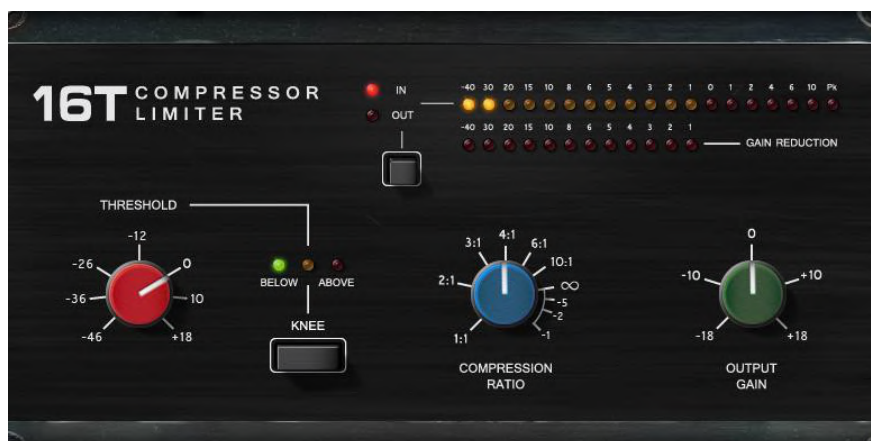 16T COMPRESSOR LIMITER
IN
OUT
-40 30 20 15 10 8 6 5 4 3 2 1 0 1 2 4 6 10 Pk
-40 30 20 15 10 8 6 5 4 3 2 1
GAIN REDUCTION
THRESHOLD
-46 -36 -26 -12 0 10 +18
BELOW ABOVE
KNEE
1:1 2:1 3:1 4:1 6:1 10:1 ∞ -5 -2 -1
COMPRESSION
RATIO
-18 -10 0 +10 +18
OUTPUT
GAIN